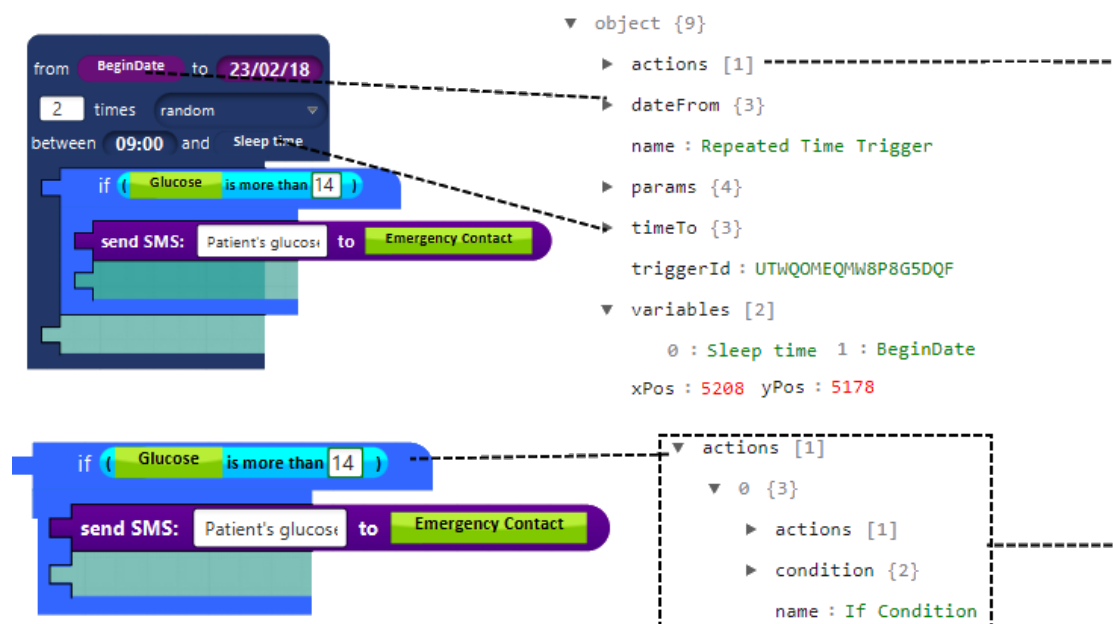 from BeginDate to 23/02/18
2 times random
between 09:00 and Sleep time
if ( Glucose is more than 14 )
send SMS: Patient's glucos to Emergency Contact
object {9}
actions [1]
dateFrom {3}
name : Repeated Time Trigger
params {4}
timeTo {3}
triggerId : UTWQOMEQMW8P8G5DQF
variables [2]
0 : Sleep time 1 : BeginDate
xPos : 5208 yPos : 5178
if ( Glucose is more than 14 )
send SMS: Patient's glucos to Emergency Contact
actions [1]
0 {3}
actions [1]
condition {2}
name : If Condition